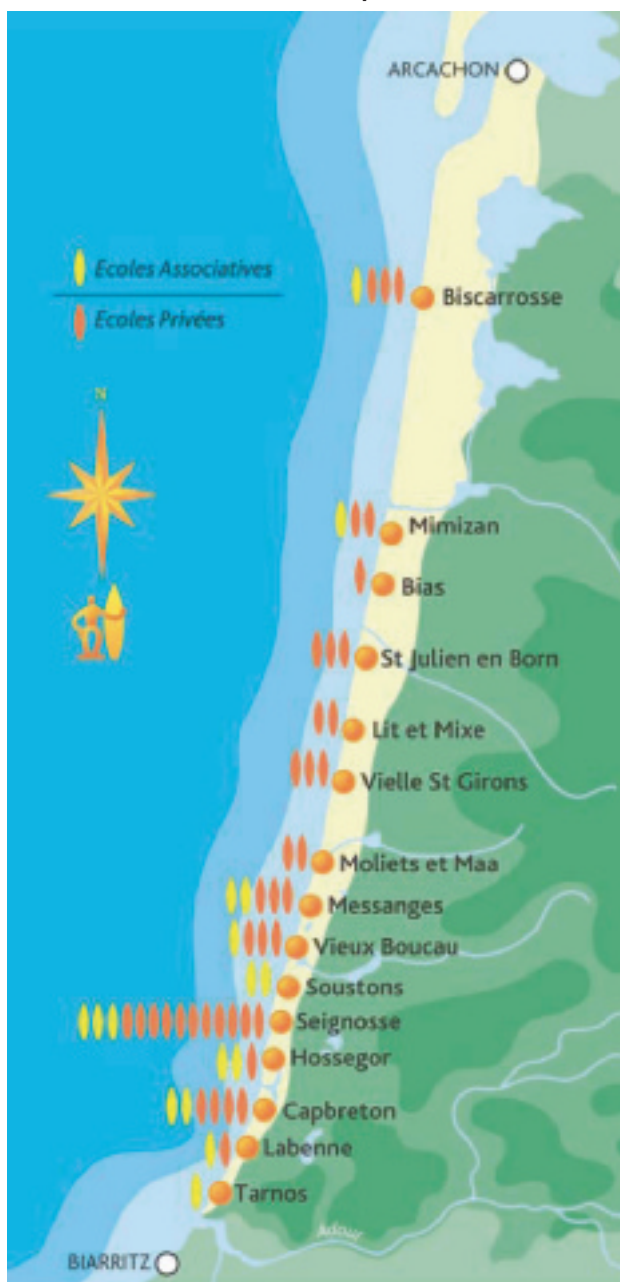 ARCACHON
Ecoles Associatives
Biscarrosse
Ecoles Privées
N
Mimizan
Bias
St Julien en Born
Lit et Mixe
Vielle St Girons
Moliets et Maa
Messanges
Vieux Boucau
Soustons
Seignosse
Hossegor
Capbreton
Labenne
Tarnos
Adour
BIARRITZ